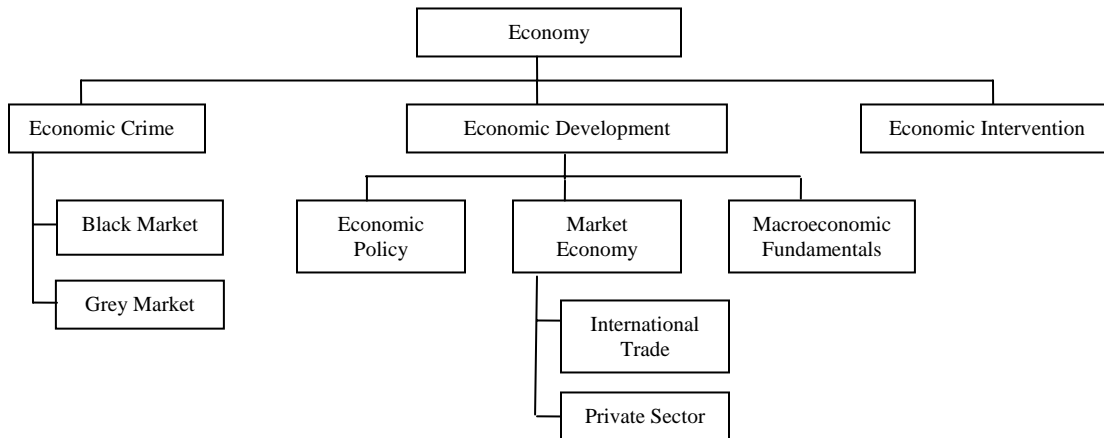 Economy
Economic Crime
Economic Development
Economic Intervention
Black Market
Grey Market
Economic
Policy
Market
Economy
Macroeconomic
Fundamentals
International
Trade
Private Sector